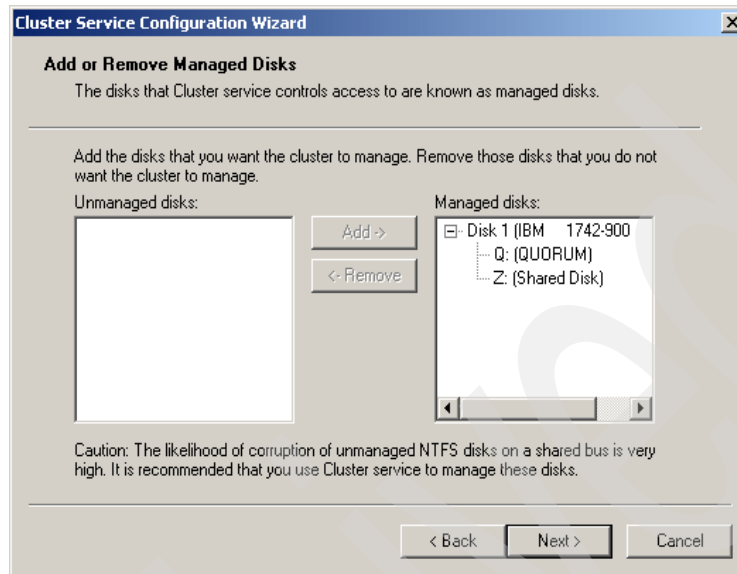 Cluster Service Configuration Wizard
Add or Remove Managed Disks
The disks that Cluster service controls access to are known as managed disks.
Add the disks that you want the cluster to manage. Remove those disks that you do not
want the cluster to manage.
Unmanaged disks:
Managed disks:
Add ->
<- Remove
Disk 1 (IBM 1742-900
Q: (QUORUM)
Z: (Shared Disk)
Caution: The likelihood of corruption of unmanaged NTFS disks on a shared bus is very
high. It is recommended that you use Cluster service to manage these disks.
< Back
Next >
Cancel